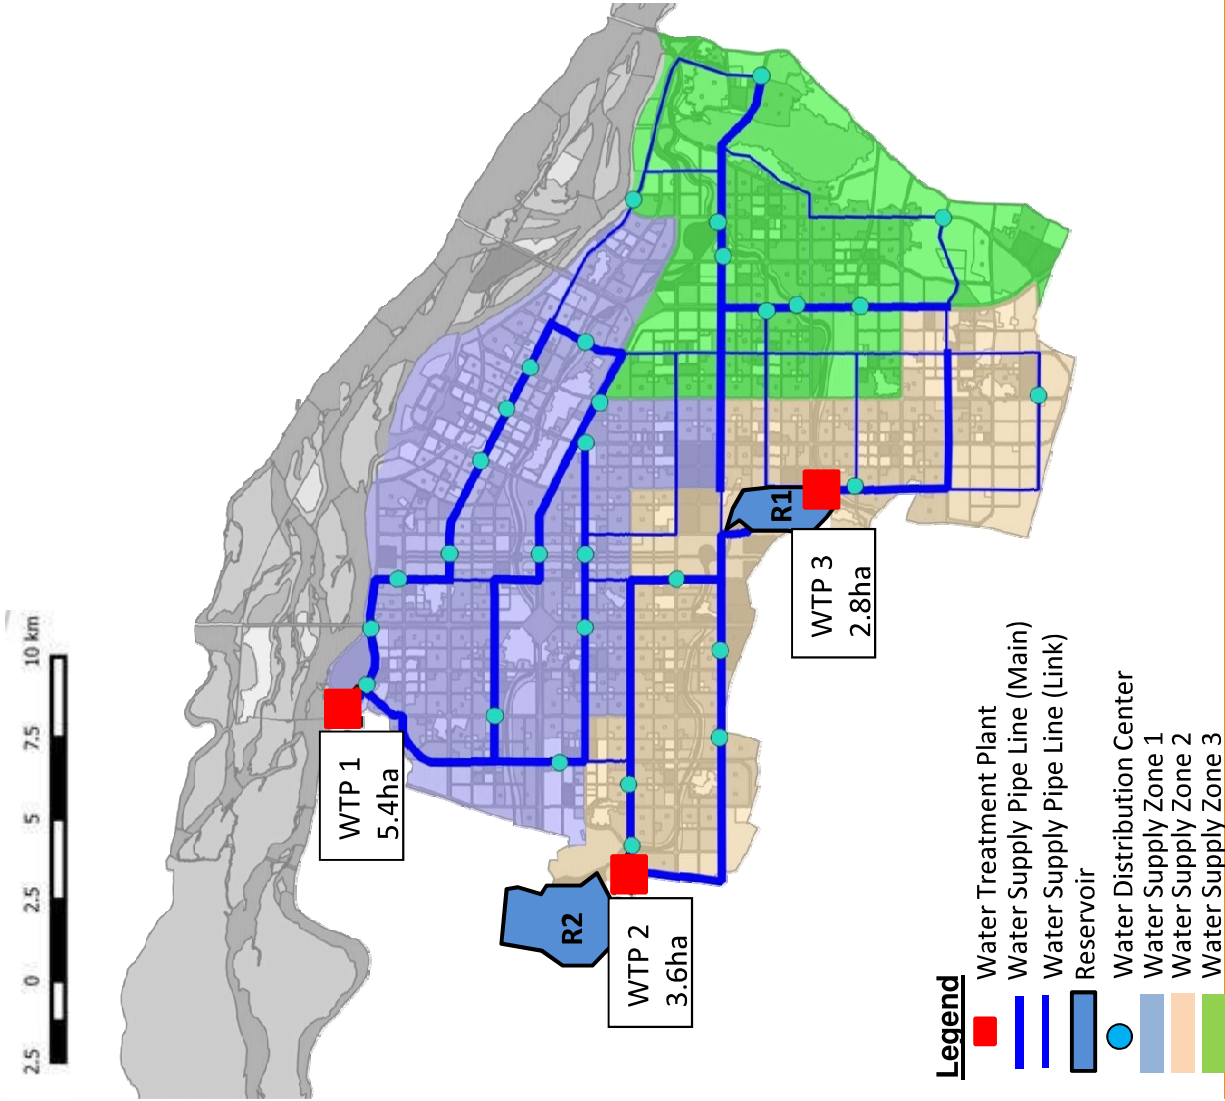 2.5 0 2.5 5 7.5 10 km
WTP 1
5.4ha
R2
WTP 2
3.6ha
R1
WTP 3
2.8ha
Legend
Water Treatment Plant
Water Supply Pipe Line (Main)
Water Supply Pipe Line (Link)
Reservoir
Water Distribution Center
Water Supply Zone 1
Water Supply Zone 2
Water Supply Zone 3